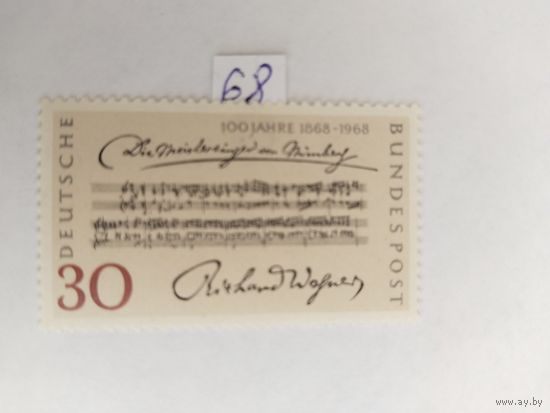 68
100 JAHRE 1868-1968
Die Meistersinger von Nürnberg
DEUTSCHE
BUNDESPOST
30
Richard Wagner
www.ay.by